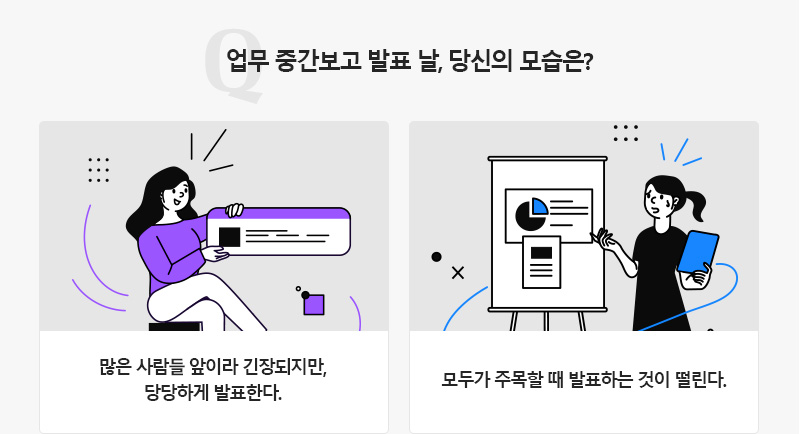 Q
업무 중간보고 발표 날, 당신의 모습은?
많은 사람들 앞이라 긴장되지만,
당당하게 발표한다.
모두가 주목할 때 발표하는 것이 떨린다.